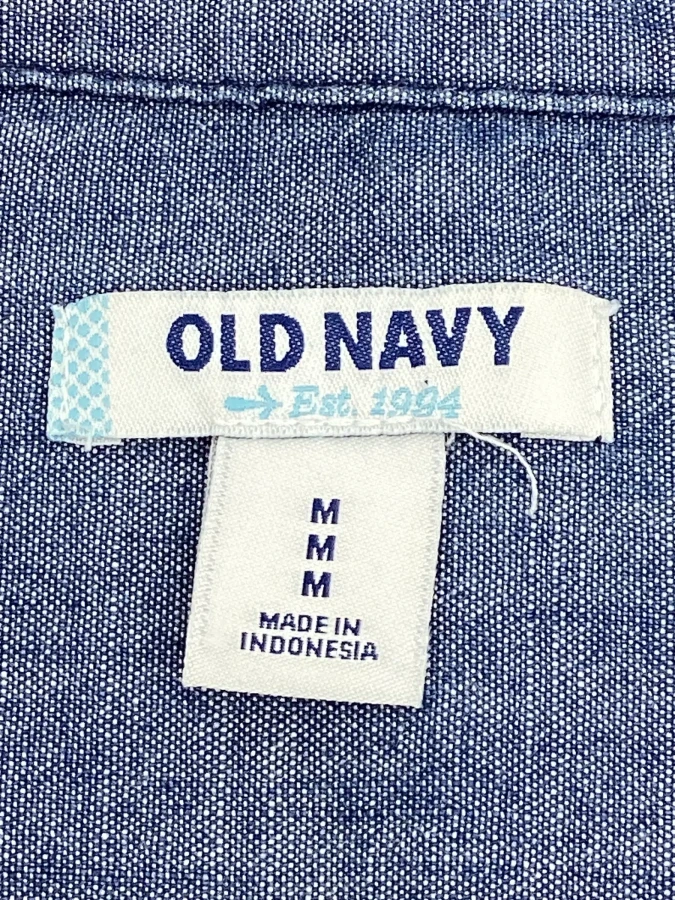 OLD NAVY
Est. 1994
M
M
M
MADE IN
INDONESIA